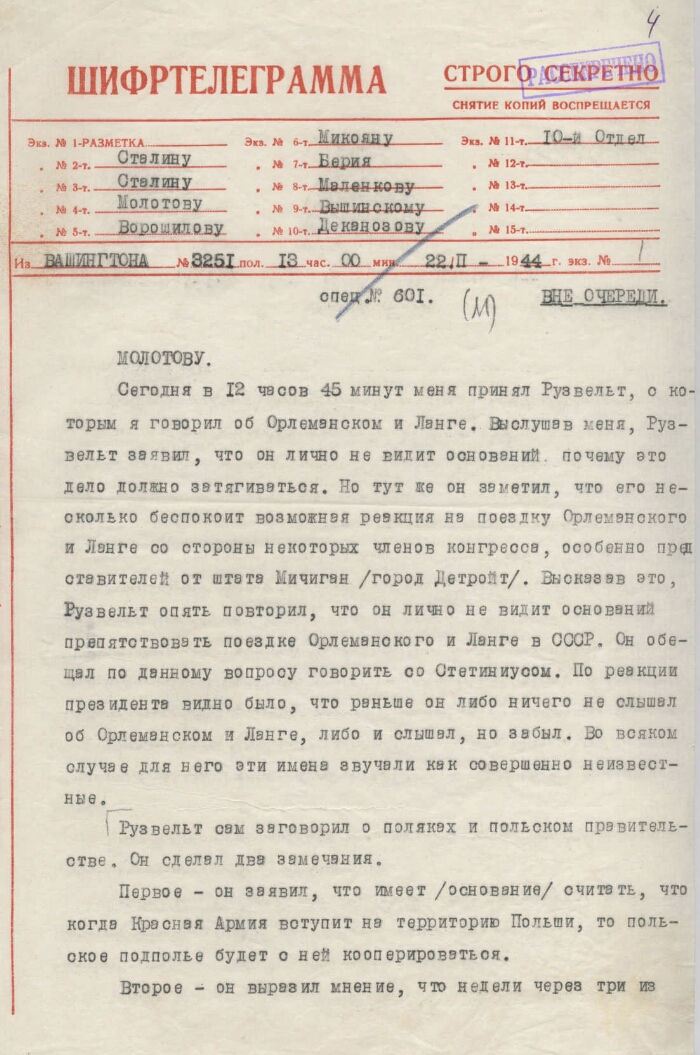 4
ШИФРТЕЛЕГРАММА
СТРОГО СЕКРЕТНО
РАССЕКРЕЧЕНО
СНЯТИЕ КОПИЙ ВОСПРЕЩАЕТСЯ
Экз. № 1-РАЗМЕТКА Экз. № 6-т. Микояну Экз. № 11-т. 10-й Отдел
„ № 2-т. Сталину „ № 7-т. Берия „ № 12-т.
„ № 3-т. Сталину „ № 8-т. Маленкову „ № 13-т.
„ № 4-т. Молотову „ № 9-т. Вышинскому „ № 14-т.
„ № 5-т. Ворошилову „ № 10-т. Деканозову „ № 15-т.
Из ВАШИНГТОНА № 3251 пол. 13 час. 00 мин. 22/II - 1944 г. экз. № 1
спец. № 601. (М) ВНЕ ОЧЕРЕДИ.
МОЛОТОВУ.
Сегодня в 12 часов 45 минут меня принял Рузвельт, с ко-
торым я говорил об Орлеманском и Ланге. Выслушав меня, Руз-
вельт заявил, что он лично не видит оснований. почему это
дело должно затягиваться. Но тут же он заметил, что его не-
сколько беспокоит возможная реакция на поездку Орлеманского
и Ланге со стороны некоторых членов конгресса, особенно пред
ставителей от штата Мичиган /город Детройт/. Высказав это,
Рузвельт опять повторил, что он лично не видит оснований
препятствовать поездке Орлеманского и Ланге в СССР. Он обе-
щал по данному вопросу говорить со Стетиниусом. По реакции
президента видно было, что раньше он либо ничего не слышал
об Орлеманском и Ланге, либо и слышал, но забыл. Во всяком
случае для него эти имена звучали как совершенно неизвест-
ные.
Рузвельт сам заговорил о поляках и польском правитель-
стве. Он сделал два замечания.
Первое - он заявил, что имеет /основание/ считать, что
когда Красная Армия вступит на территорию Польши, то поль-
ское подполье будет с ней кооперироваться.
Второе - он выразил мнение, что недели через три из